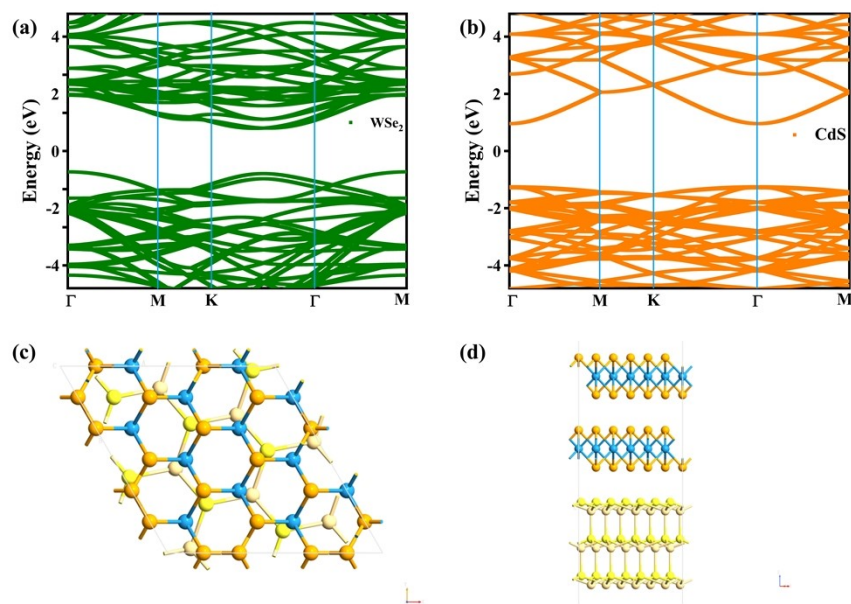 (a)
Energy (eV)
4
2
0
-2
-4
WSe₂
Γ M K Γ M
(b)
Energy (eV)
4
2
0
-2
-4
CdS
Γ M K Γ M
(c)
(d)